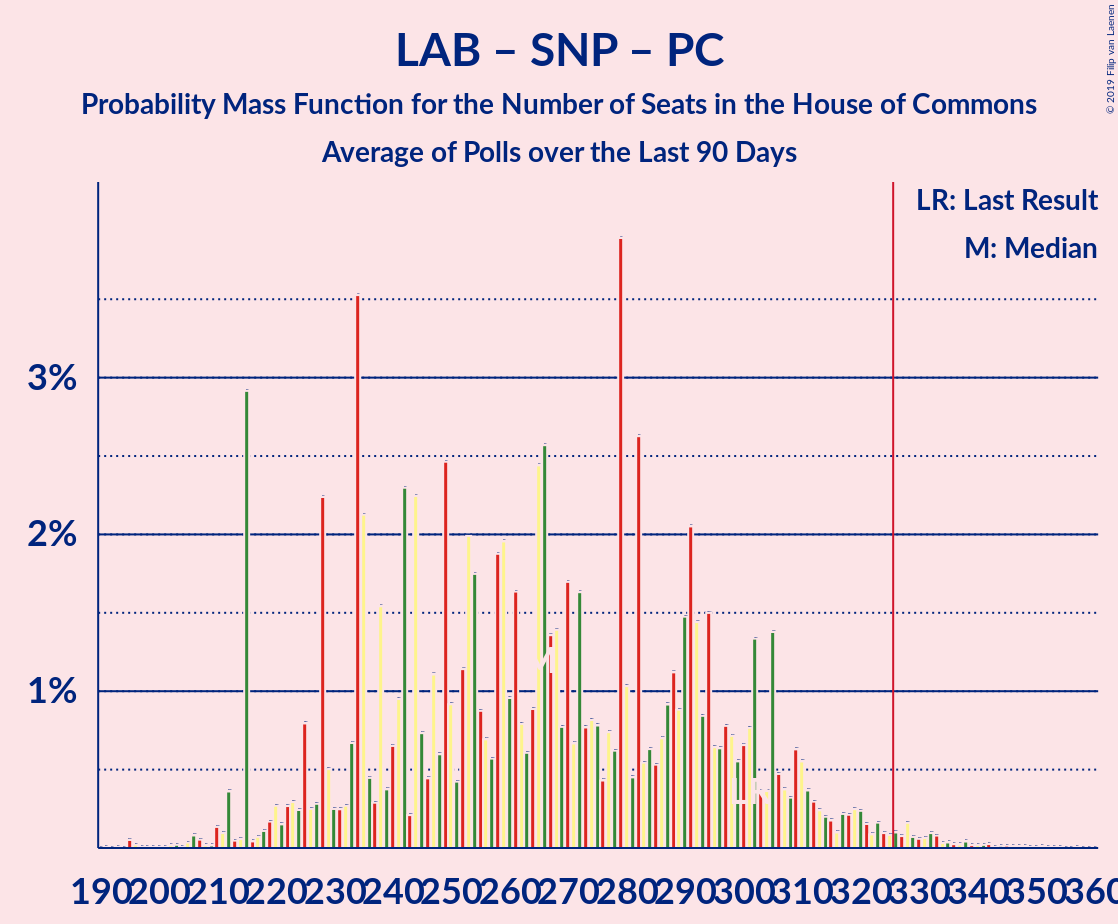 LAB – SNP – PC
Probability Mass Function for the Number of Seats in the House of Commons
Average of Polls over the Last 90 Days
© 2019 Filip van Laenen
LR: Last Result
M: Median
3%
2%
1%
190 200 210 220 230 240 250 260 270 280 290 300 310 320 330 340 350 360